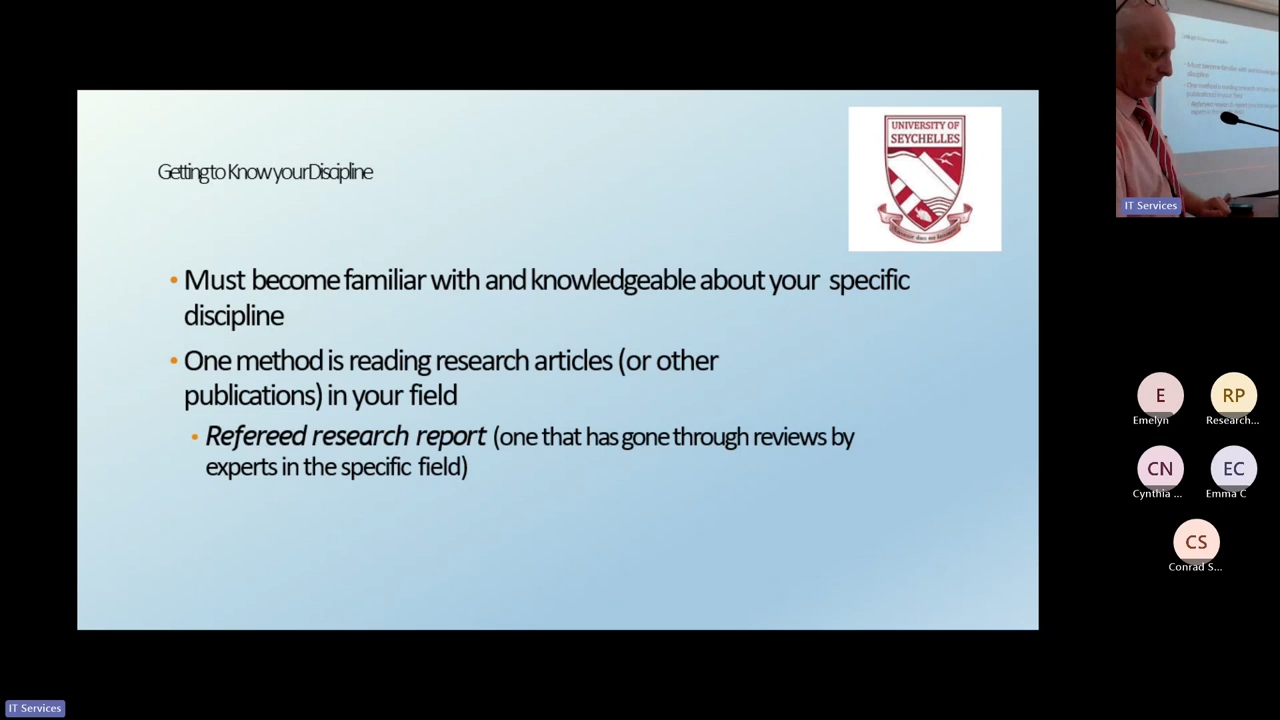 Getting to Know your Discipline
UNIVERSITY OF
SEYCHELLES
• Must become familiar with and knowledgeable about your specific
discipline
• One method is reading research articles (or other
publications) in your field
• Refereed research report (one that has gone through reviews by
experts in the specific field)
IT Services
E
Emelyn
RP
Research...
CN
Cynthia ...
EC
Emma C
CS
Conrad S...
IT Services